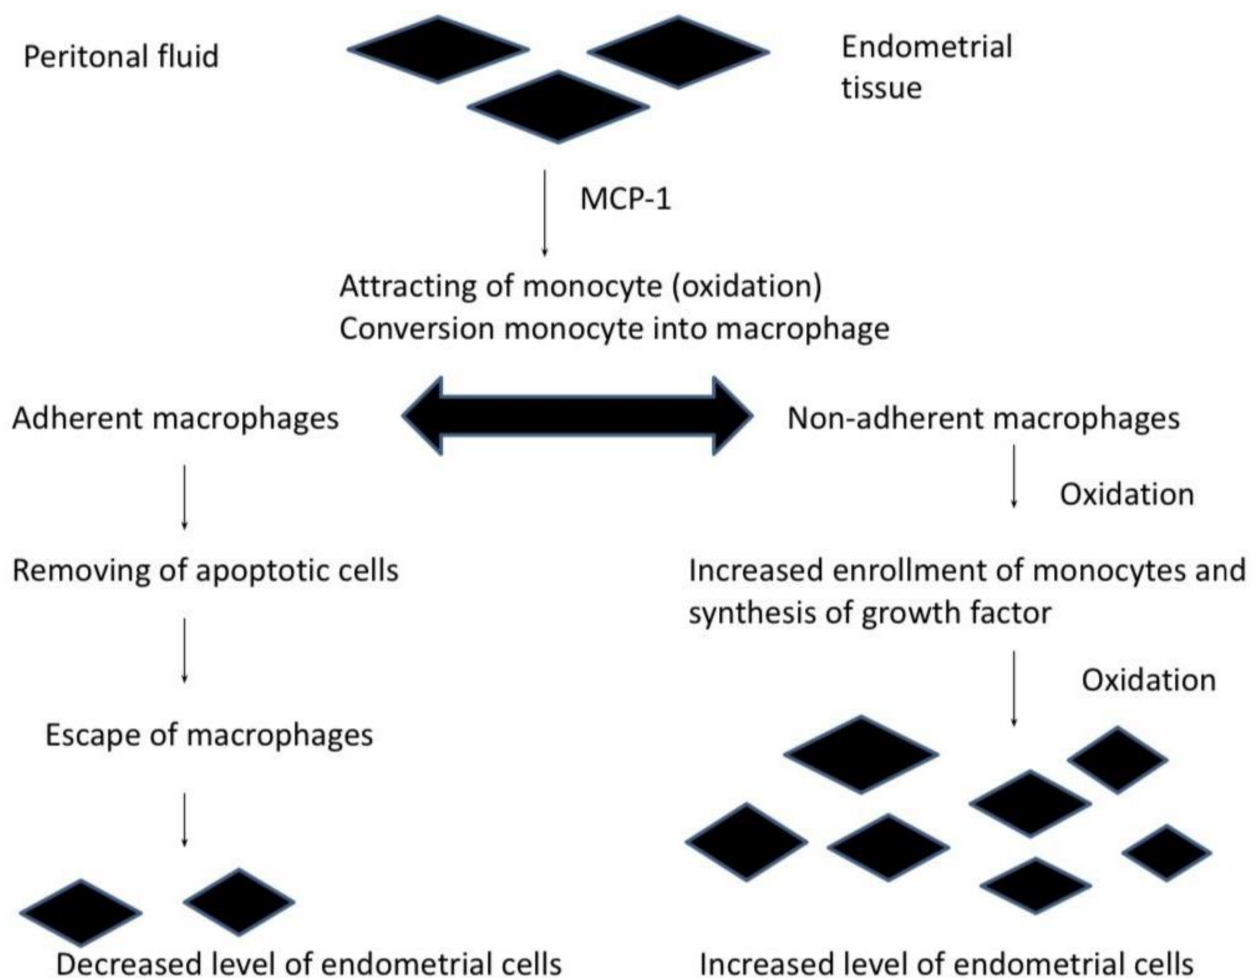 Peritonal fluid
Endometrial
tissue
MCP-1
Attracting of monocyte (oxidation)
Conversion monocyte into macrophage
Adherent macrophages
Non-adherent macrophages
Oxidation
Removing of apoptotic cells
Increased enrollment of monocytes and
synthesis of growth factor
Oxidation
Escape of macrophages
Decreased level of endometrial cells
Increased level of endometrial cells